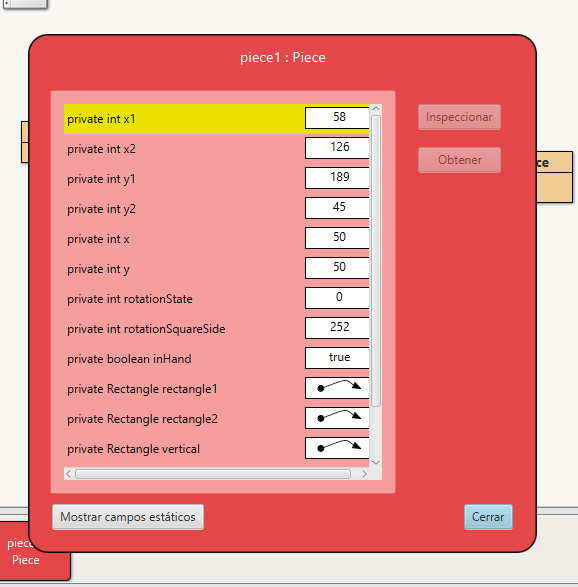 piece1 : Piece
private int x1 58
Inspeccionar
private int x2 126
Obtener
private int y1 189
private int y2 45
private int x 50
private int y 50
private int rotationState 0
private int rotationSquareSide 252
private boolean inHand true
private Rectangle rectangle1
private Rectangle rectangle2
private Rectangle vertical
Mostrar campos estáticos
Cerrar
Piece